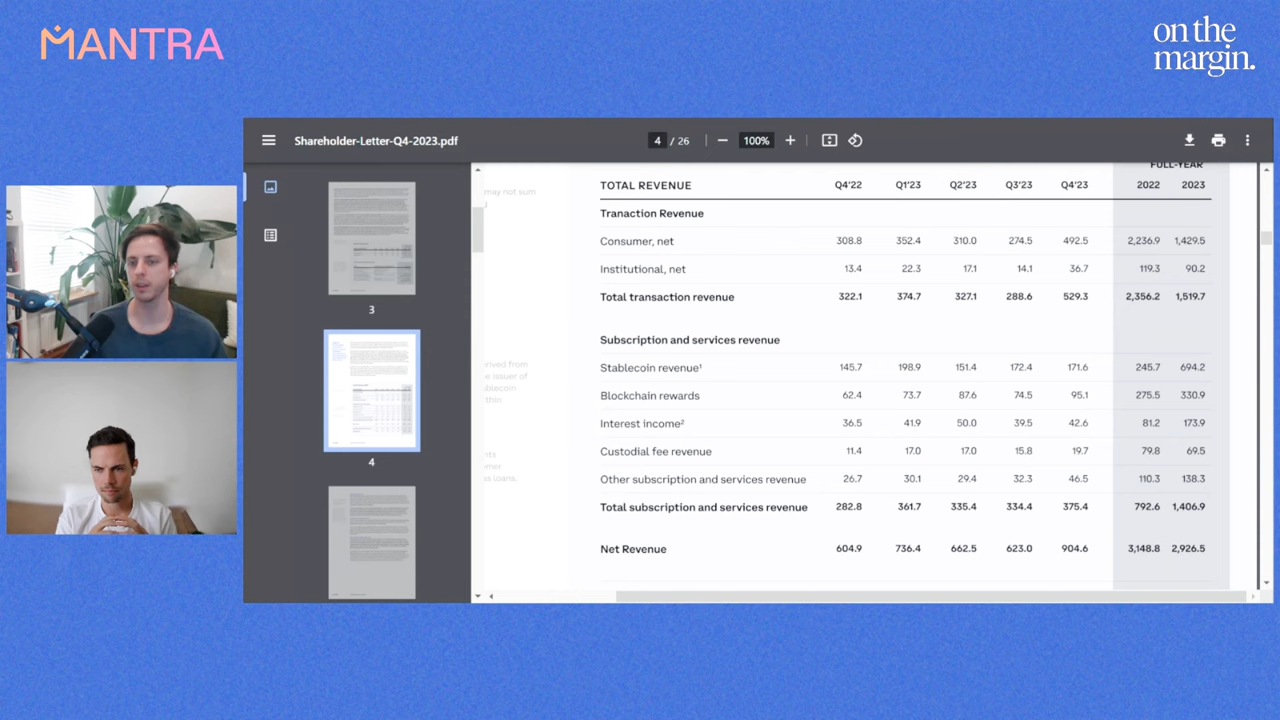 MANTRA
on the
margin.
Shareholder-Letter-Q4-2023.pdf
4 / 26
100%
3
4
may not sum
erived from
e issuer of
blecoin
thin
nts
omer
ss loans.
FULL-YEAR
TOTAL REVENUE Q4'22 Q1'23 Q2'23 Q3'23 Q4'23 2022 2023
Tranaction Revenue
Consumer, net 308.8 352.4 310.0 274.5 492.5 2,236.9 1,429.5
Institutional, net 13.4 22.3 17.1 14.1 36.7 119.3 90.2
Total transaction revenue 322.1 374.7 327.1 288.6 529.3 2,356.2 1,519.7
Subscription and services revenue
Stablecoin revenue¹ 145.7 198.9 151.4 172.4 171.6 245.7 694.2
Blockchain rewards 62.4 73.7 87.6 74.5 95.1 275.5 330.9
Interest income² 36.5 41.9 50.0 39.5 42.6 81.2 173.9
Custodial fee revenue 11.4 17.0 17.0 15.8 19.7 79.8 69.5
Other subscription and services revenue 26.7 30.1 29.4 32.3 46.5 110.3 138.3
Total subscription and services revenue 282.8 361.7 335.4 334.4 375.4 792.6 1,406.9
Net Revenue 604.9 736.4 662.5 623.0 904.6 3,148.8 2,926.5